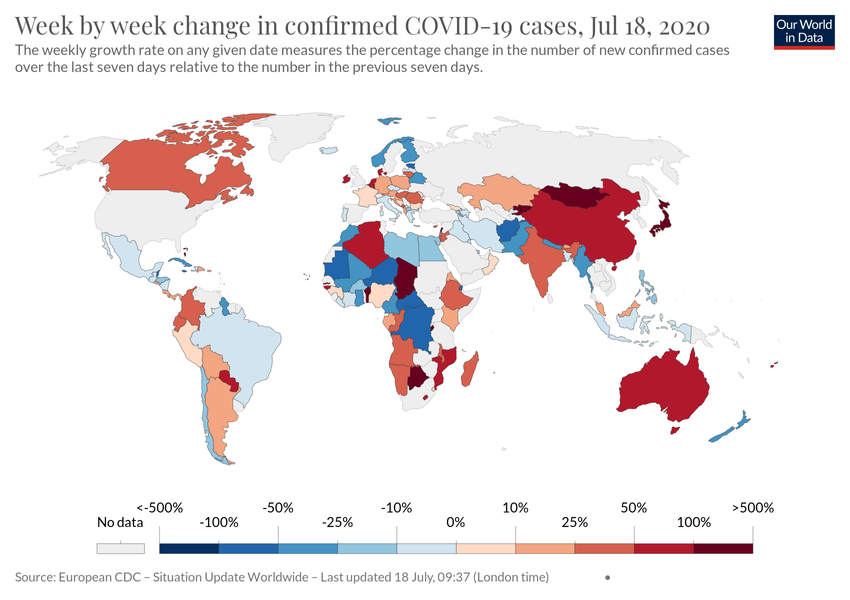 Week by week change in confirmed COVID-19 cases, Jul 18, 2020
Our World
in Data
The weekly growth rate on any given date measures the percentage change in the number of new confirmed cases
over the last seven days relative to the number in the previous seven days.
<-500% -50% -10% 10% 50% >500%
No data -100% -25% 0% 25% 100%
Source: European CDC – Situation Update Worldwide – Last updated 18 July, 09:37 (London time) •